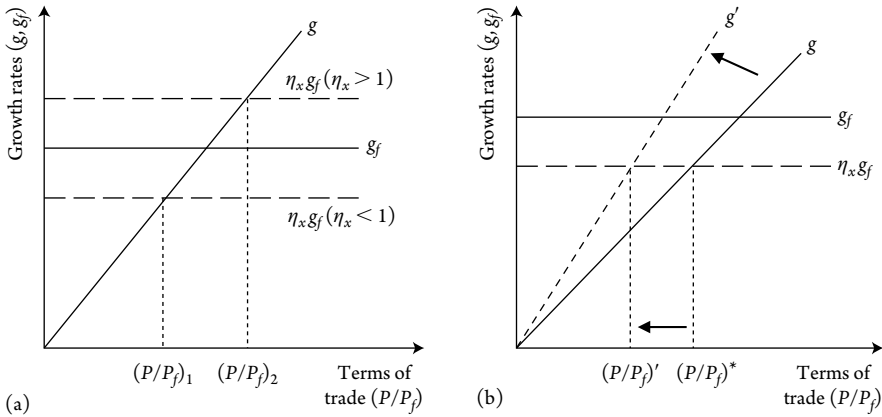 Growth rates (g, g_f)
g
η_x g_f (η_x > 1)
g_f
η_x g_f (η_x < 1)
(P/P_f)_1
(P/P_f)_2
Terms of
trade (P/P_f)
(a)
Growth rates (g, g_f)
g′
g
g_f
η_x g_f
(P/P_f)′
(P/P_f)*
Terms of
trade (P/P_f)
(b)